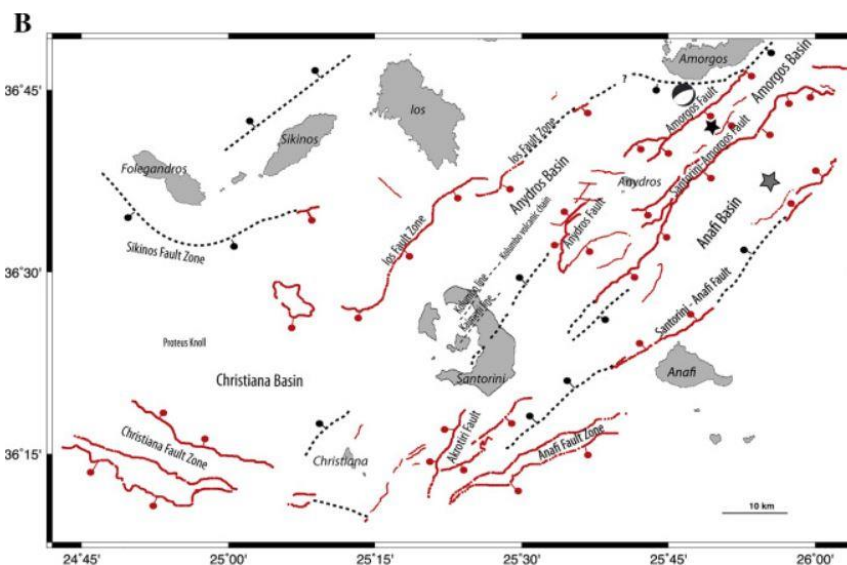 B
36°45'
36°30'
36°15'
Amorgos
Amorgos Basin
Amorgos Fault
Santorini-Amorgos Fault
Ios
Ios Fault Zone
?
Sikinos
Folegandros
Anydros Basin
Anydros
Anydros Fault
Kolumbo volcanic chain
Anafi Basin
Sikinos Fault Zone
Ios Fault Zone
Kolumbo line
Kameni line
Santorini - Anafi Fault
Proteus Knoll
Christiana Basin
Santorini
Anafi
Christiana Fault Zone
Christiana
Akrotiri Fault
Anafi Fault Zone
10 km
24°45'
25°00'
25°15'
25°30'
25°45'
26°00'